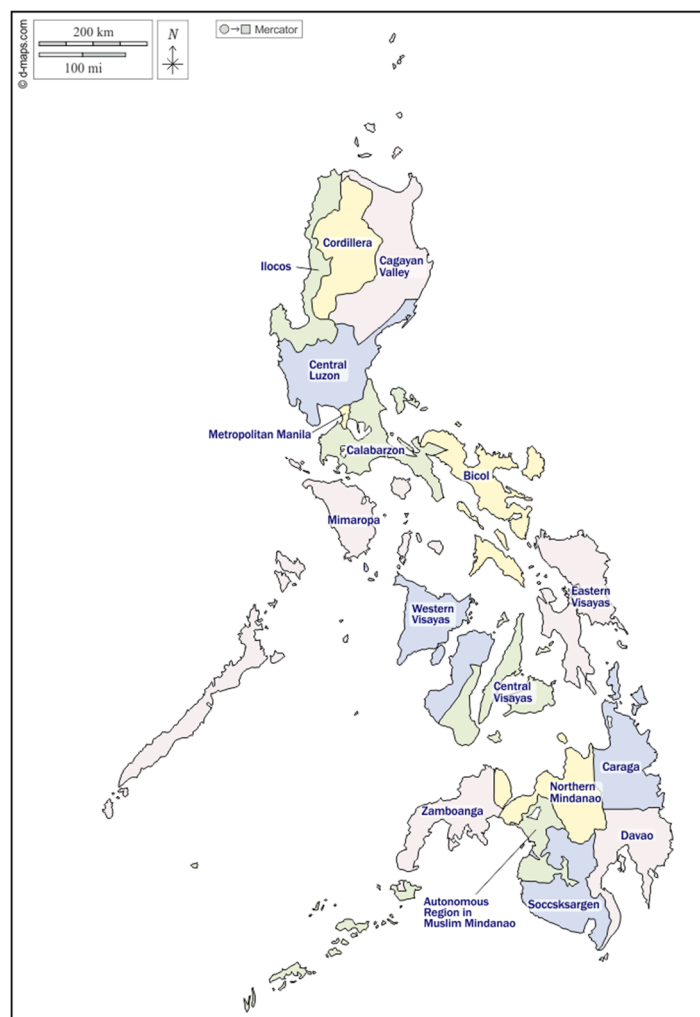 200 km
100 mi
N
Mercator
© d-maps.com
Cordillera
Ilocos
Cagayan
Valley
Central
Luzon
Metropolitan Manila
Calabarzon
Bicol
Mimaropa
Eastern
Visayas
Western
Visayas
Central
Visayas
Caraga
Northern
Mindanao
Zamboanga
Davao
Autonomous
Region in
Muslim Mindanao
Soccsksargen